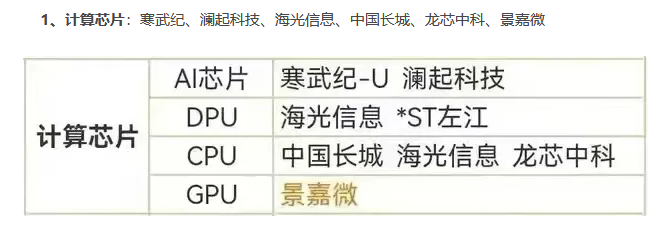 1、计算芯片：寒武纪、澜起科技、海光信息、中国长城、龙芯中科、景嘉微
计算芯片
AI芯片 寒武纪-U 澜起科技
DPU 海光信息 *ST左江
CPU 中国长城 海光信息 龙芯中科
GPU 景嘉微